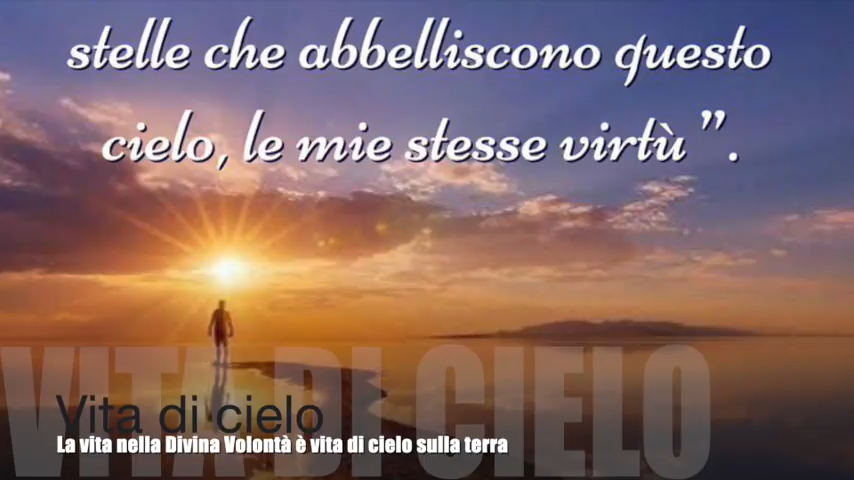 stelle che abbelliscono questo
cielo, le mie stesse virtù”.
VITA DI CIELO
Vita di cielo
La vita nella Divina Volontà è vita di cielo sulla terra